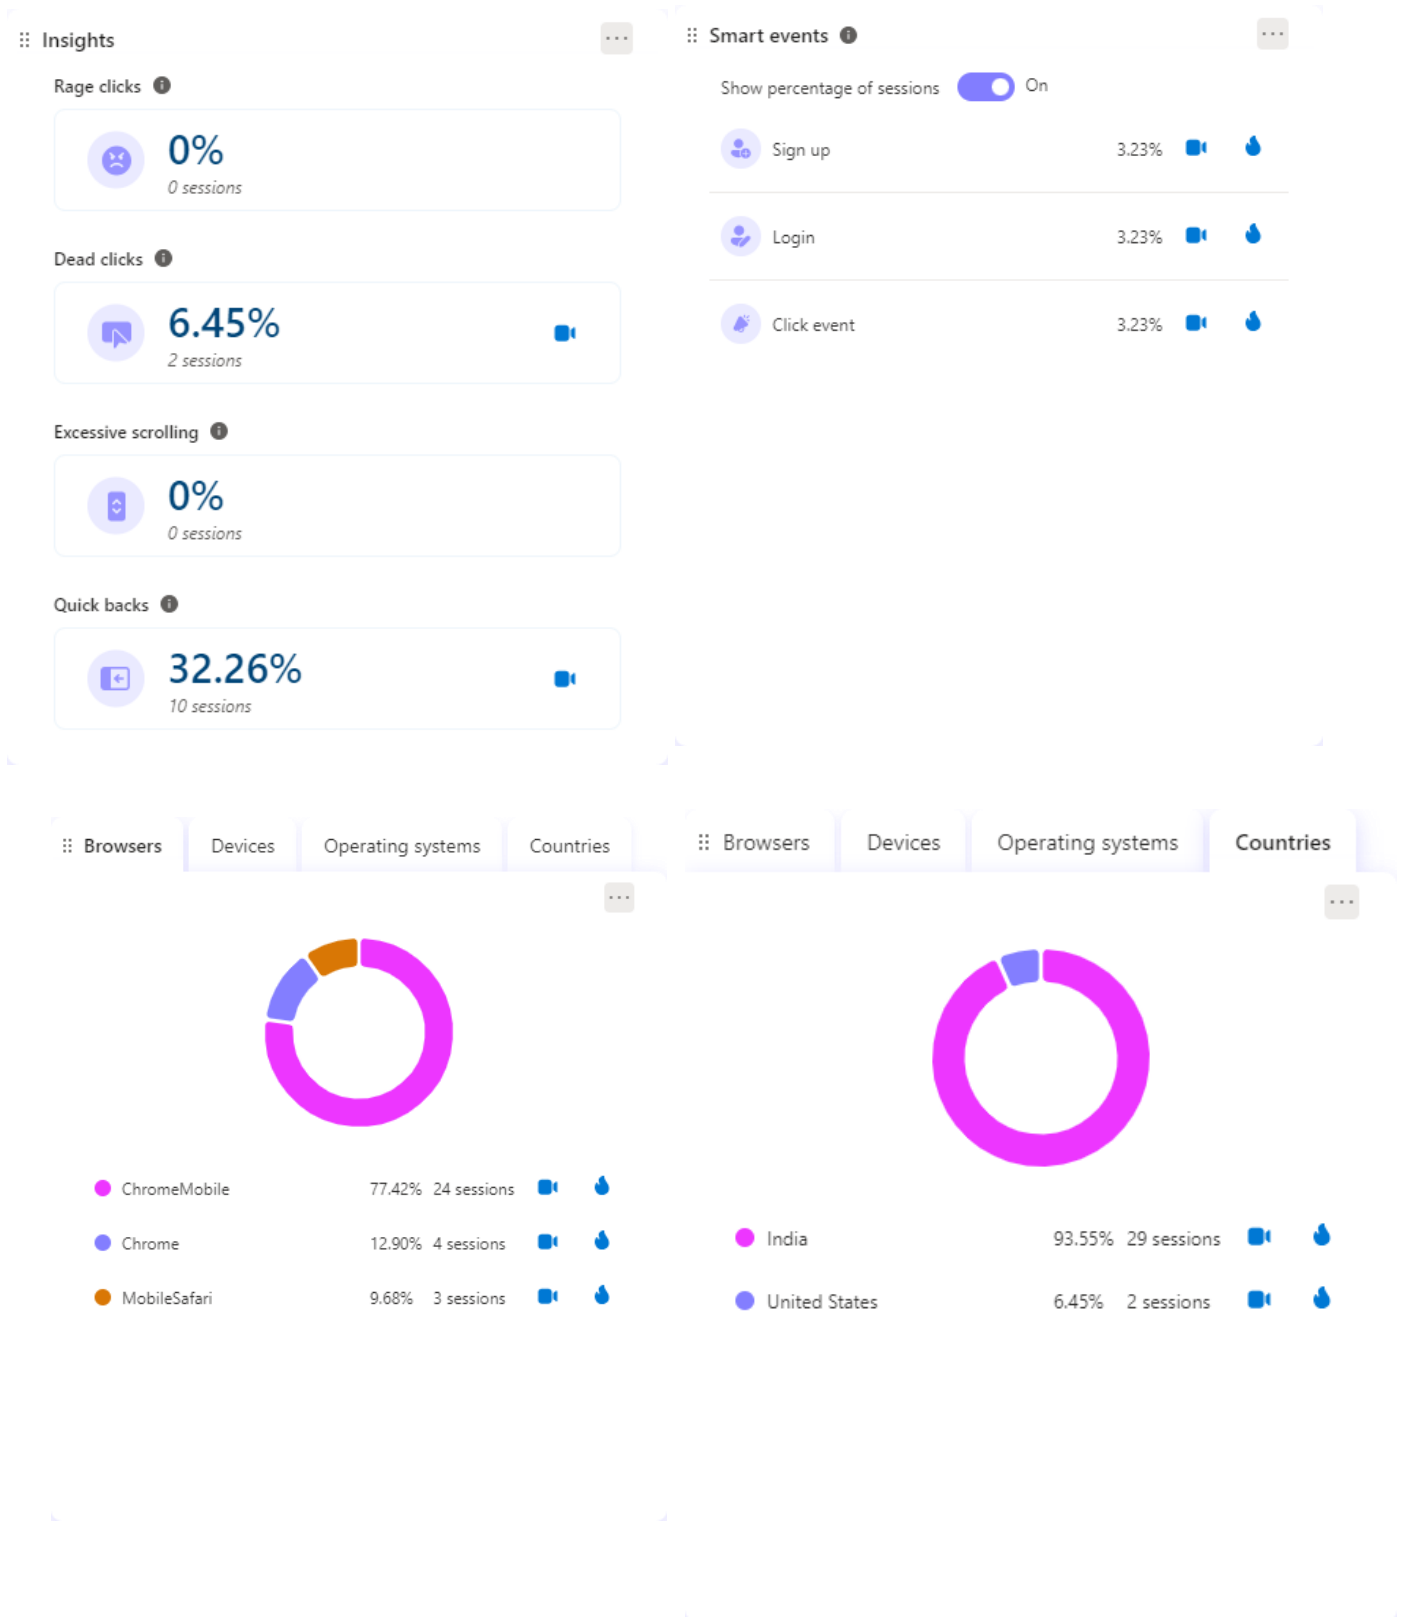 Insights
Rage clicks
0%
0 sessions
Dead clicks
6.45%
2 sessions
Excessive scrolling
0%
0 sessions
Quick backs
32.26%
10 sessions
Smart events
Show percentage of sessions On
Sign up 3.23%
Login 3.23%
Click event 3.23%
Browsers Devices Operating systems Countries
ChromeMobile 77.42% 24 sessions
Chrome 12.90% 4 sessions
MobileSafari 9.68% 3 sessions
Browsers Devices Operating systems Countries
India 93.55% 29 sessions
United States 6.45% 2 sessions